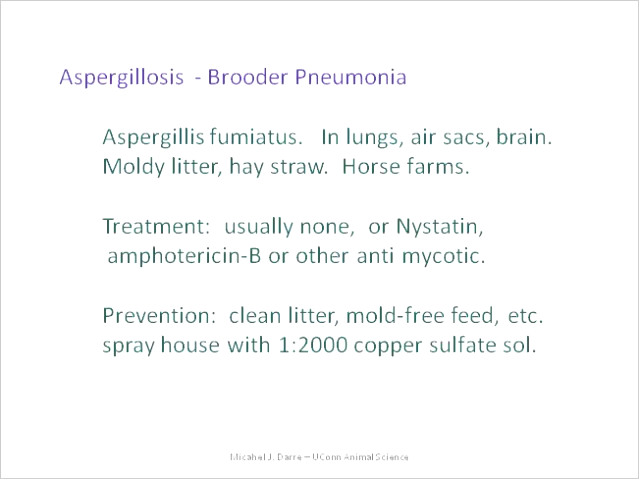 Aspergillosis - Brooder Pneumonia
Aspergillis fumiatus. In lungs, air sacs, brain.
Moldy litter, hay straw. Horse farms.
Treatment: usually none, or Nystatin,
amphotericin-B or other anti mycotic.
Prevention: clean litter, mold-free feed, etc.
spray house with 1:2000 copper sulfate sol.
Micahel J. Darre – UConn Animal Science